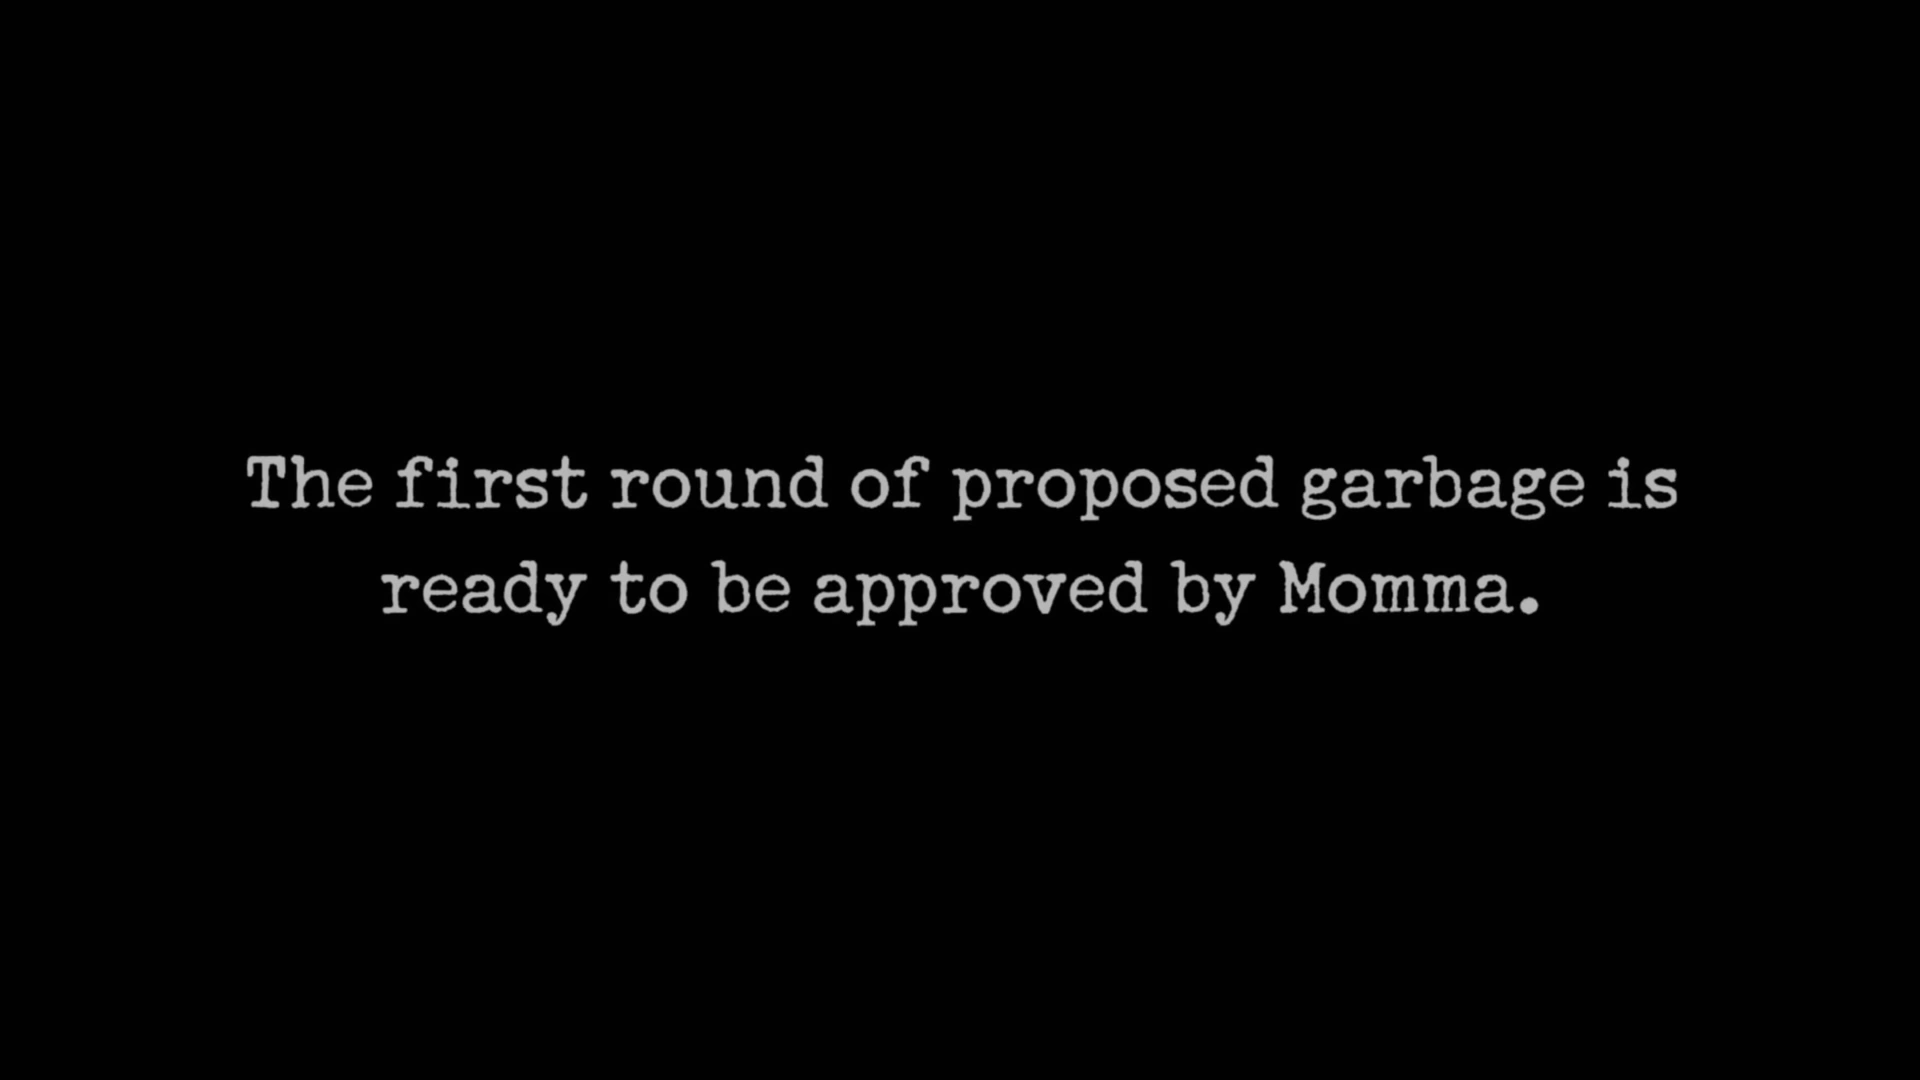 The first round of proposed garbage is
ready to be approved by Momma.